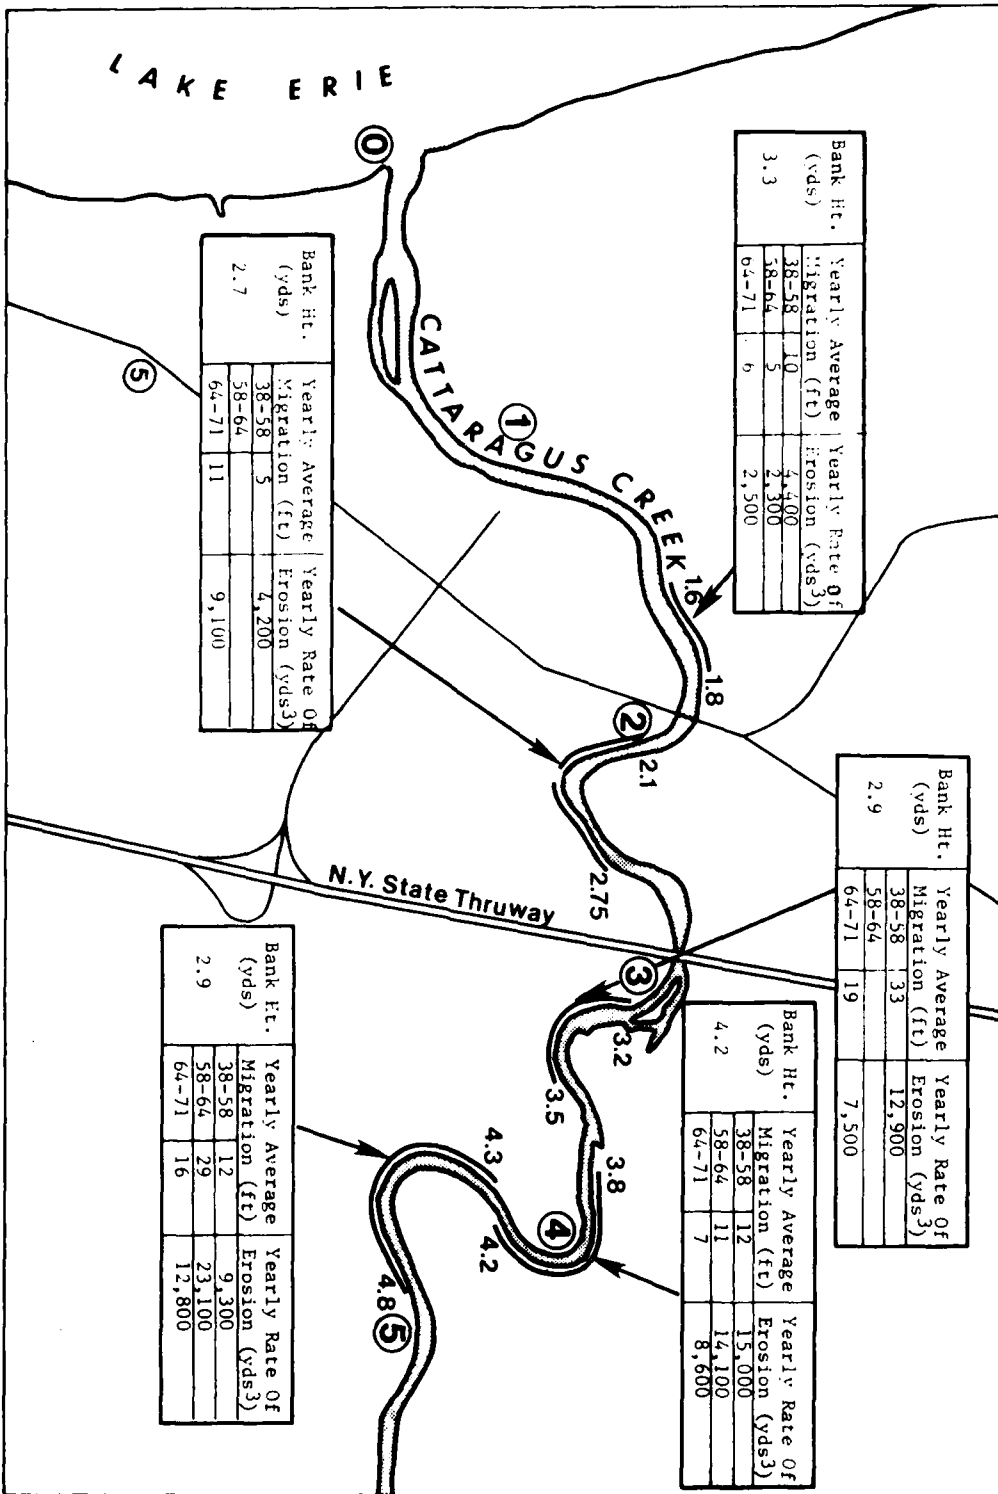 LAKE ERIE
CATTARAGUS CREEK
N.Y. State Thruway
0
1
2
3
4
5
5
1.6
1.8
2.1
2.75
3.2
3.5
3.8
4.2
4.3
4.8
Bank Ht. (yds) | Yearly Average Migration (ft) | Yearly Rate Of Erosion (yds3)
3.3 | 38-58 | 10 | 4,400
58-64 | 5 | 2,300
64-71 | 6 | 2,500
Bank Ht. (yds) | Yearly Average Migration (ft) | Yearly Rate Of Erosion (yds3)
2.7 | 38-58 | 5 | 4,200
58-64
64-71 | 11 | 9,100
Bank Ht. (yds) | Yearly Average Migration (ft) | Yearly Rate Of Erosion (yds3)
2.9 | 38-58 | 33 | 12,900
58-64
64-71 | 19 | 7,500
Bank Ht. (yds) | Yearly Average Migration (ft) | Yearly Rate Of Erosion (yds3)
4.2 | 38-58 | 12 | 15,000
58-64 | 11 | 14,100
64-71 | 7 | 8,600
Bank Ht. (yds) | Yearly Average Migration (ft) | Yearly Rate Of Erosion (yds3)
2.9 | 38-58 | 12 | 9,300
58-64 | 29 | 23,100
64-71 | 16 | 12,800